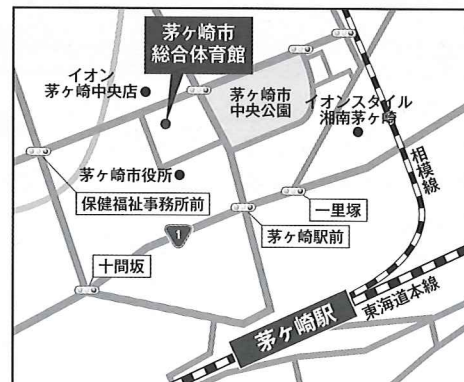 茅ヶ崎市
総合体育館
イオン
茅ヶ崎中央店
茅ヶ崎市
中央公園
イオンスタイル
湘南茅ヶ崎
相模線
茅ヶ崎市役所
保健福祉事務所前
一里塚
1
茅ヶ崎駅前
十間坂
茅ヶ崎駅
東海道本線